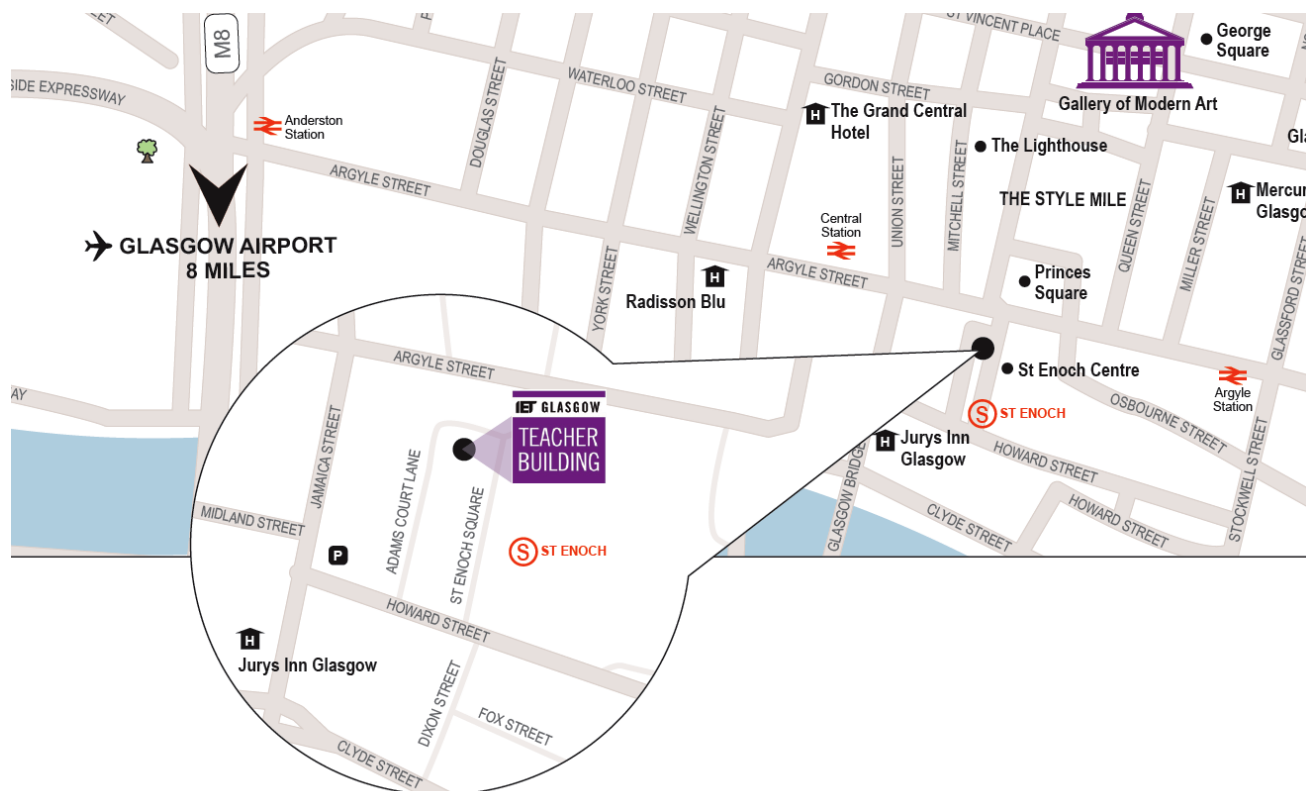 M8
ST VINCENT PLACE
George
Square
SIDE EXPRESSWAY
WATERLOO STREET
GORDON STREET
Gallery of Modern Art
DOUGLAS STREET
Anderston
Station
H
The Grand Central
Hotel
WELLINGTON STREET
The Lighthouse
ARGYLE STREET
UNION STREET
MITCHELL STREET
THE STYLE MILE
QUEEN STREET
MILLER STREET
H
Central
Station
GLASGOW AIRPORT
8 MILES
ARGYLE STREET
H
Radisson Blu
Princes
Square
YORK STREET
GLASSFORD STREET
St Enoch Centre
Argyle
Station
OSBOURNE STREET
S
ST ENOCH
H
Jurys Inn
Glasgow
HOWARD STREET
HOWARD STREET
CLYDE STREET
GLASGOW BRIDGE
STOCKWELL STREET
ARGYLE STREET
IET GLASGOW
TEACHER
BUILDING
JAMAICA STREET
ADAMS COURT LANE
ST ENOCH SQUARE
MIDLAND STREET
P
S
ST ENOCH
HOWARD STREET
H
Jurys Inn Glasgow
DIXON STREET
FOX STREET
CLYDE STREET